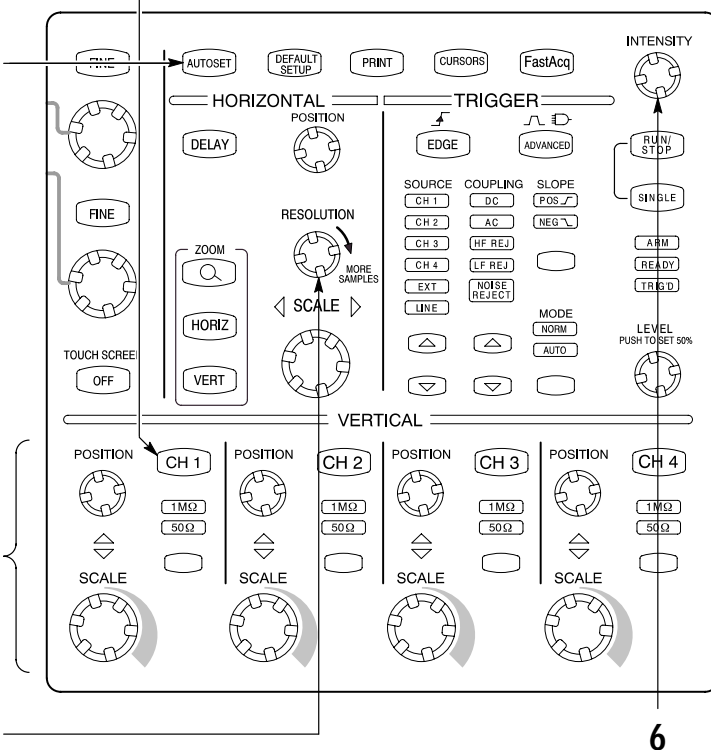 INTENSITY
FINE AUTOSET DEFAULT SETUP PRINT CURSORS FastAcq
HORIZONTAL TRIGGER
POSITION
DELAY EDGE ADVANCED RUN/STOP
FINE SINGLE
RESOLUTION
MORE SAMPLES
SOURCE COUPLING SLOPE
CH 1 DC POS
CH 2 AC NEG
CH 3 HF REJ ARM
CH 4 LF REJ READY
EXT NOISE REJECT TRIG'D
LINE
ZOOM
SCALE
HORIZ
VERT
MODE
NORM
AUTO
LEVEL
PUSH TO SET 50%
TOUCH SCREE
OFF
VERTICAL
POSITION CH 1 POSITION CH 2 POSITION CH 3 POSITION CH 4
1MΩ 1MΩ 1MΩ 1MΩ
50Ω 50Ω 50Ω 50Ω
SCALE SCALE SCALE SCALE
6